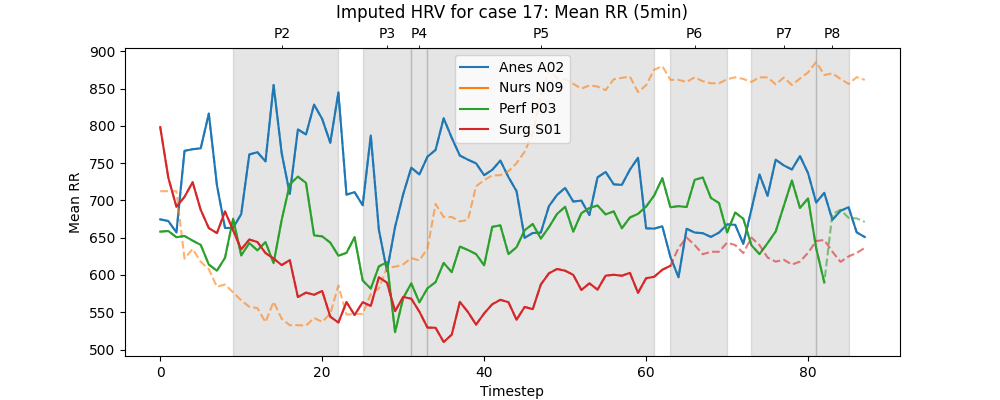 Imputed HRV for case 17: Mean RR (5min)
P2 P3 P4 P5 P6 P7 P8
900
850
800
750
700
650
600
550
500
Mean RR
Anes A02
Nurs N09
Perf P03
Surg S01
0 20 40 60 80
Timestep